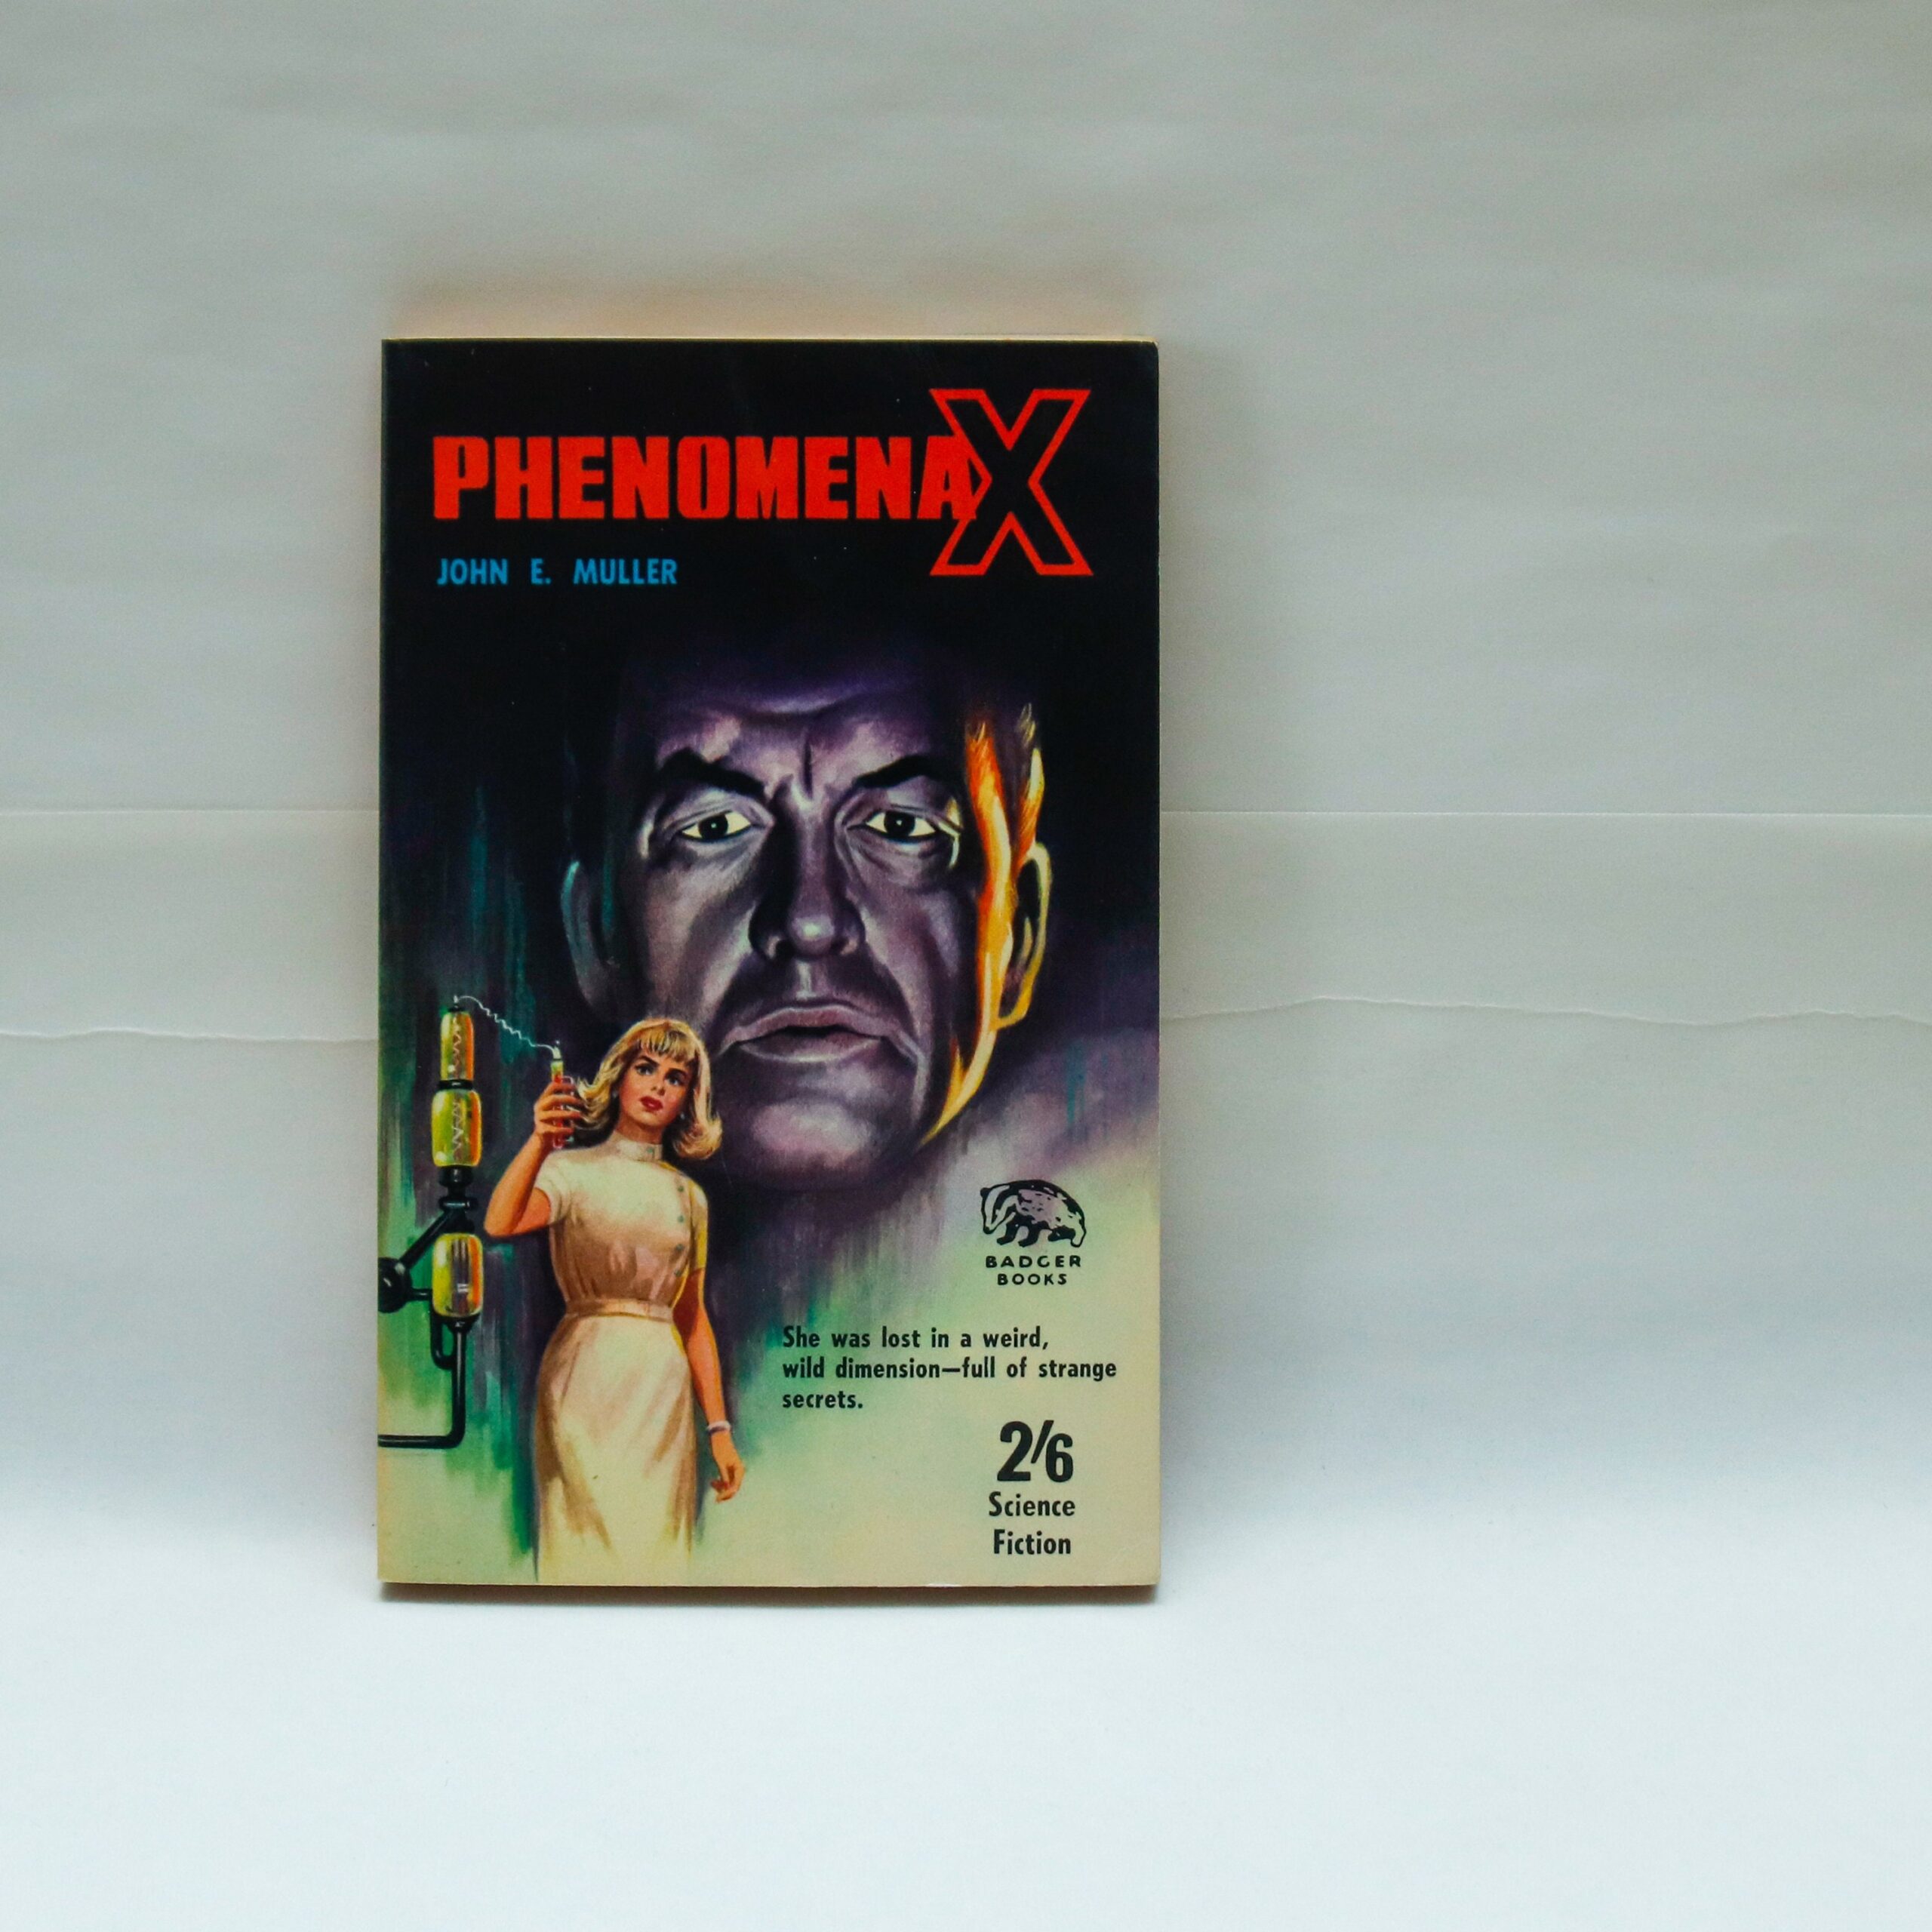 PHENOMENA X
JOHN E. MULLER
BADGER
BOOKS
She was lost in a weird,
wild dimension—full of strange
secrets.
2/6
Science
Fiction